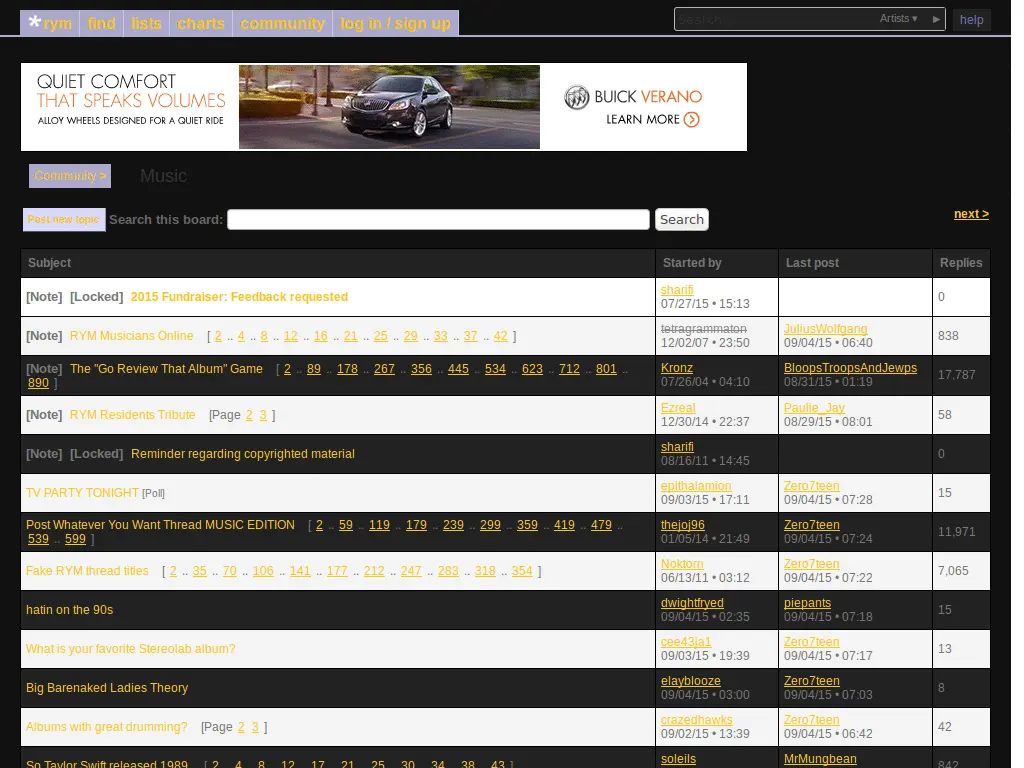 *rym find lists charts community log in / sign up Search Artists ▾ ▶ help
QUIET COMFORT
THAT SPEAKS VOLUMES
ALLOY WHEELS DESIGNED FOR A QUIET RIDE
BUICK VERANO
LEARN MORE
Community > Music
Post new topic Search this board: Search next >
Subject Started by Last post Replies
[Note] [Locked] 2015 Fundraiser: Feedback requested sharifi 07/27/15 • 15:13 0
[Note] RYM Musicians Online [ 2 .. 4 .. 8 .. 12 .. 16 .. 21 .. 25 .. 29 .. 33 .. 37 .. 42 ] tetragrammaton 12/02/07 • 23:50 JuliusWolfgang 09/04/15 • 06:40 838
[Note] The "Go Review That Album" Game [ 2 .. 89 .. 178 .. 267 .. 356 .. 445 .. 534 .. 623 .. 712 .. 801 ..
890 ] Kronz 07/26/04 • 04:10 BloopsTroopsAndJewps 08/31/15 • 01:19 17,787
[Note] RYM Residents Tribute [Page 2 3 ] Ezreal 12/30/14 • 22:37 Paulie_Jay 08/29/15 • 08:01 58
[Note] [Locked] Reminder regarding copyrighted material sharifi 08/16/11 • 14:45 0
TV PARTY TONIGHT [Poll] epithalamion 09/03/15 • 17:11 Zero7teen 09/04/15 • 07:28 15
Post Whatever You Want Thread MUSIC EDITION [ 2 .. 59 .. 119 .. 179 .. 239 .. 299 .. 359 .. 419 .. 479 ..
539 .. 599 ] thejoj96 01/05/14 • 21:49 Zero7teen 09/04/15 • 07:24 11,971
Fake RYM thread titles [ 2 .. 35 .. 70 .. 106 .. 141 .. 177 .. 212 .. 247 .. 283 .. 318 .. 354 ] Noktorn 06/13/11 • 03:12 Zero7teen 09/04/15 • 07:22 7,065
hatin on the 90s dwightfryed 09/04/15 • 02:35 piepants 09/04/15 • 07:18 15
What is your favorite Stereolab album? cee43ja1 09/03/15 • 19:39 Zero7teen 09/04/15 • 07:17 13
Big Barenaked Ladies Theory elayblooze 09/04/15 • 03:00 Zero7teen 09/04/15 • 07:03 8
Albums with great drumming? [Page 2 3 ] crazedhawks 09/02/15 • 13:39 Zero7teen 09/04/15 • 06:42 42
So Taylor Swift released 1989 [ 2 .. 4 .. 8 .. 12 .. 17 .. 21 .. 25 .. 30 .. 34 .. 38 .. 43 ] soleils MrMungbean 842